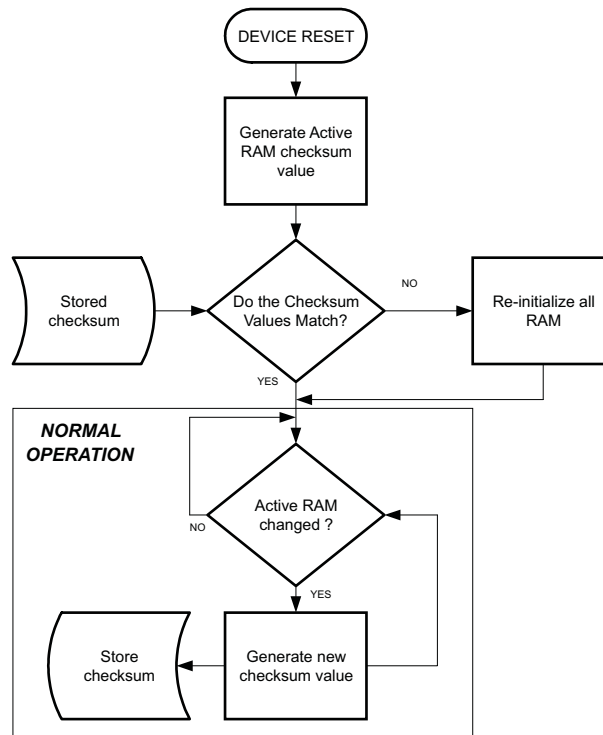 DEVICE RESET
Generate Active
RAM checksum
value
Stored
checksum
Do the Checksum
Values Match?
NO
Re-initialize all
RAM
YES
NORMAL
OPERATION
Active RAM
changed ?
NO
YES
Store
checksum
Generate new
checksum value